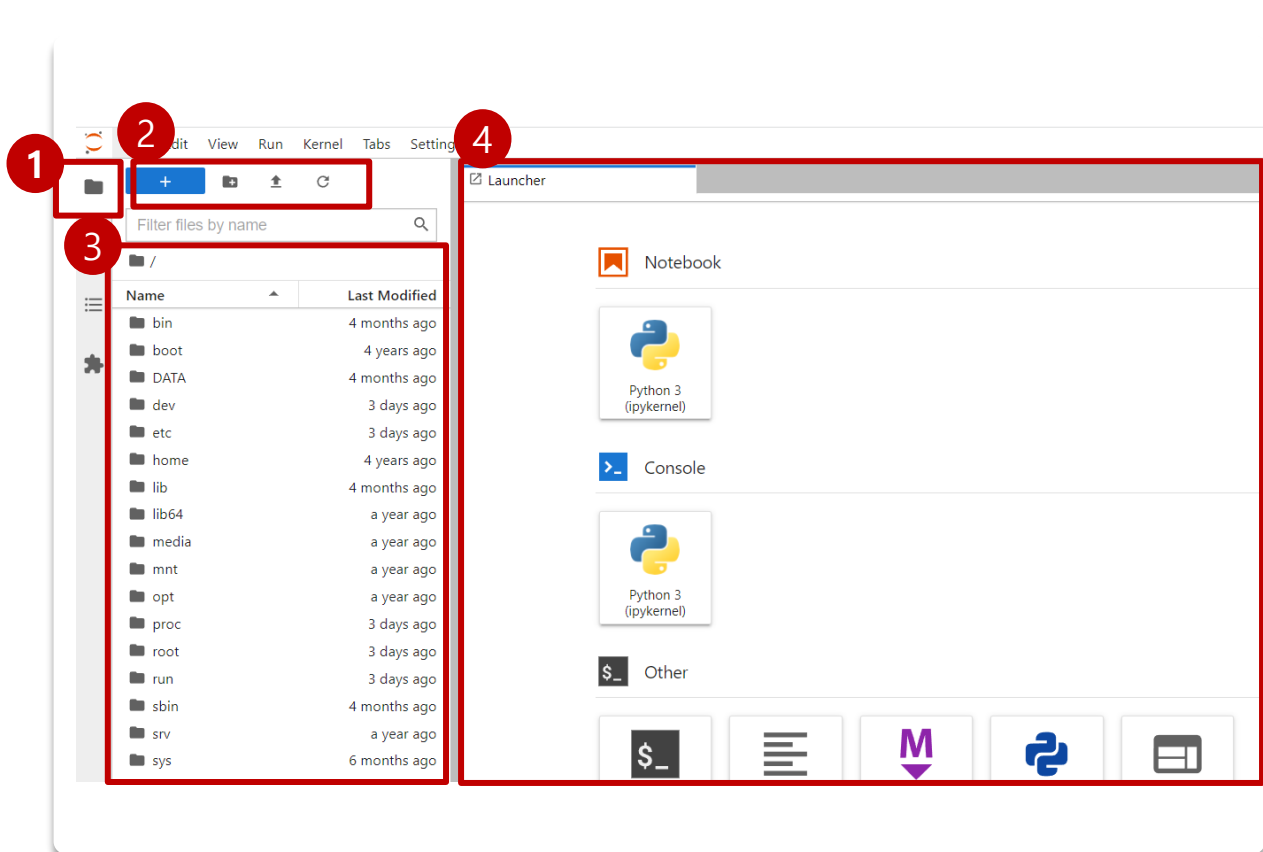 2
4
1
dit View Run Kernel Tabs Setting
+
Launcher
Filter files by name
3
/
Name Last Modified
bin 4 months ago
boot 4 years ago
DATA 4 months ago
dev 3 days ago
etc 3 days ago
home 4 years ago
lib 4 months ago
lib64 a year ago
media a year ago
mnt a year ago
opt a year ago
proc 3 days ago
root 3 days ago
run 3 days ago
sbin 4 months ago
srv a year ago
sys 6 months ago
Notebook
Python 3
(ipykernel)
>_ Console
Python 3
(ipykernel)
$_ Other
$_
M